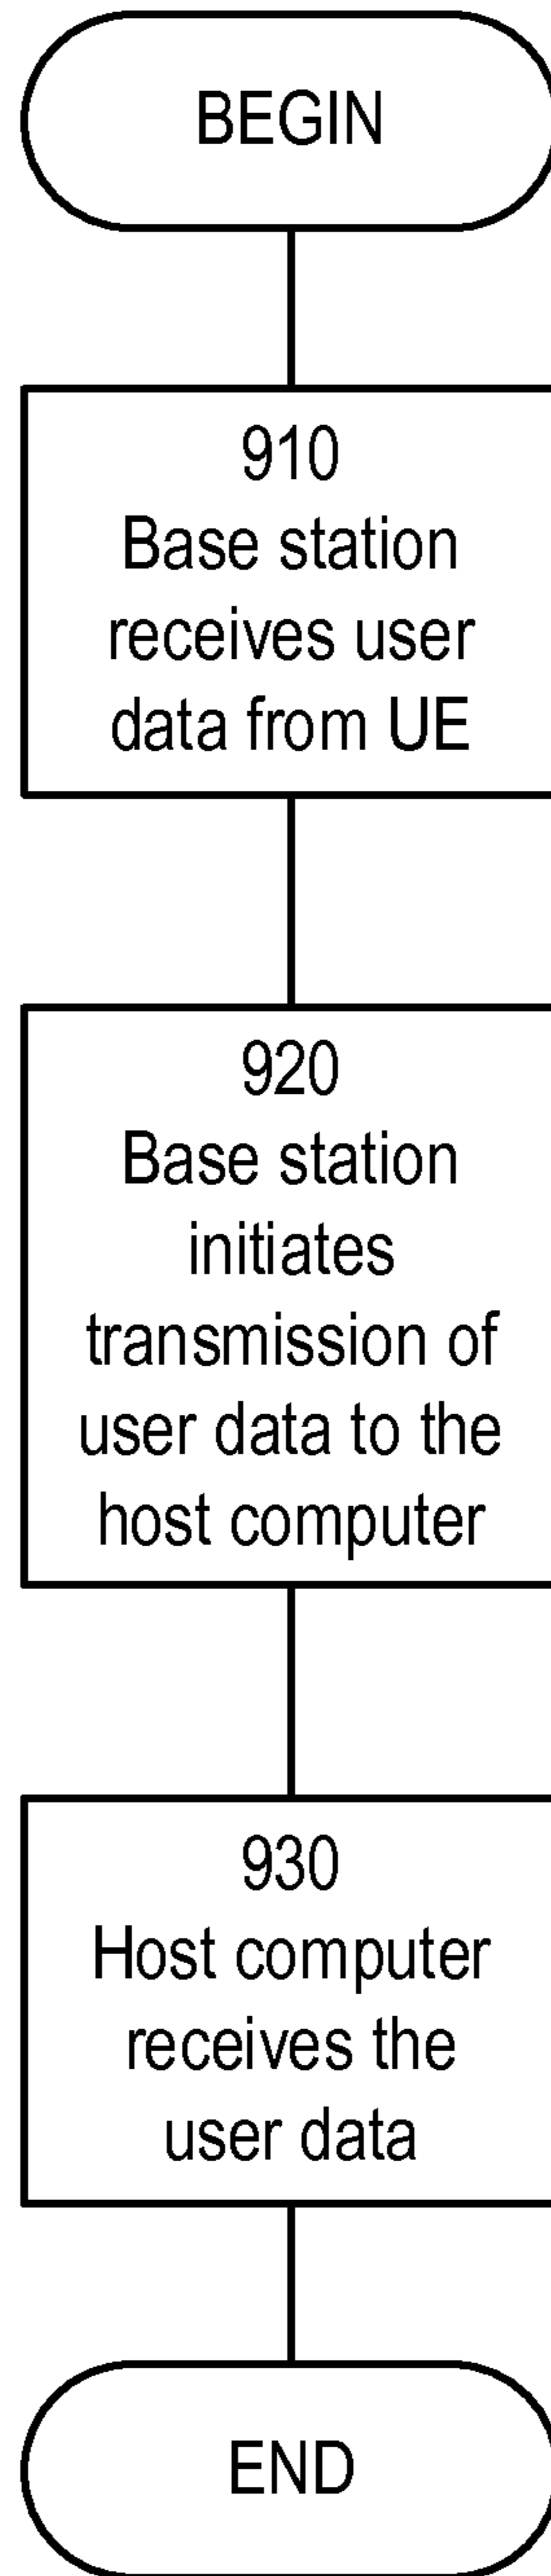 BEGIN
910
Base station
receives user
data from UE
920
Base station
initiates
transmission of
user data to the
host computer
930
Host computer
receives the
user data
END